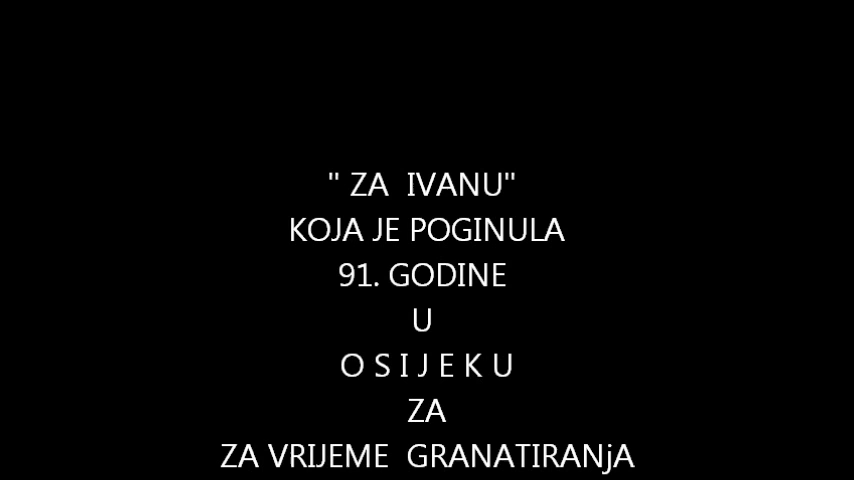 " ZA  IVANU"
KOJA JE POGINULA
91. GODINE
U
O S I J E K U
ZA
ZA VRIJEME  GRANATIRANjA